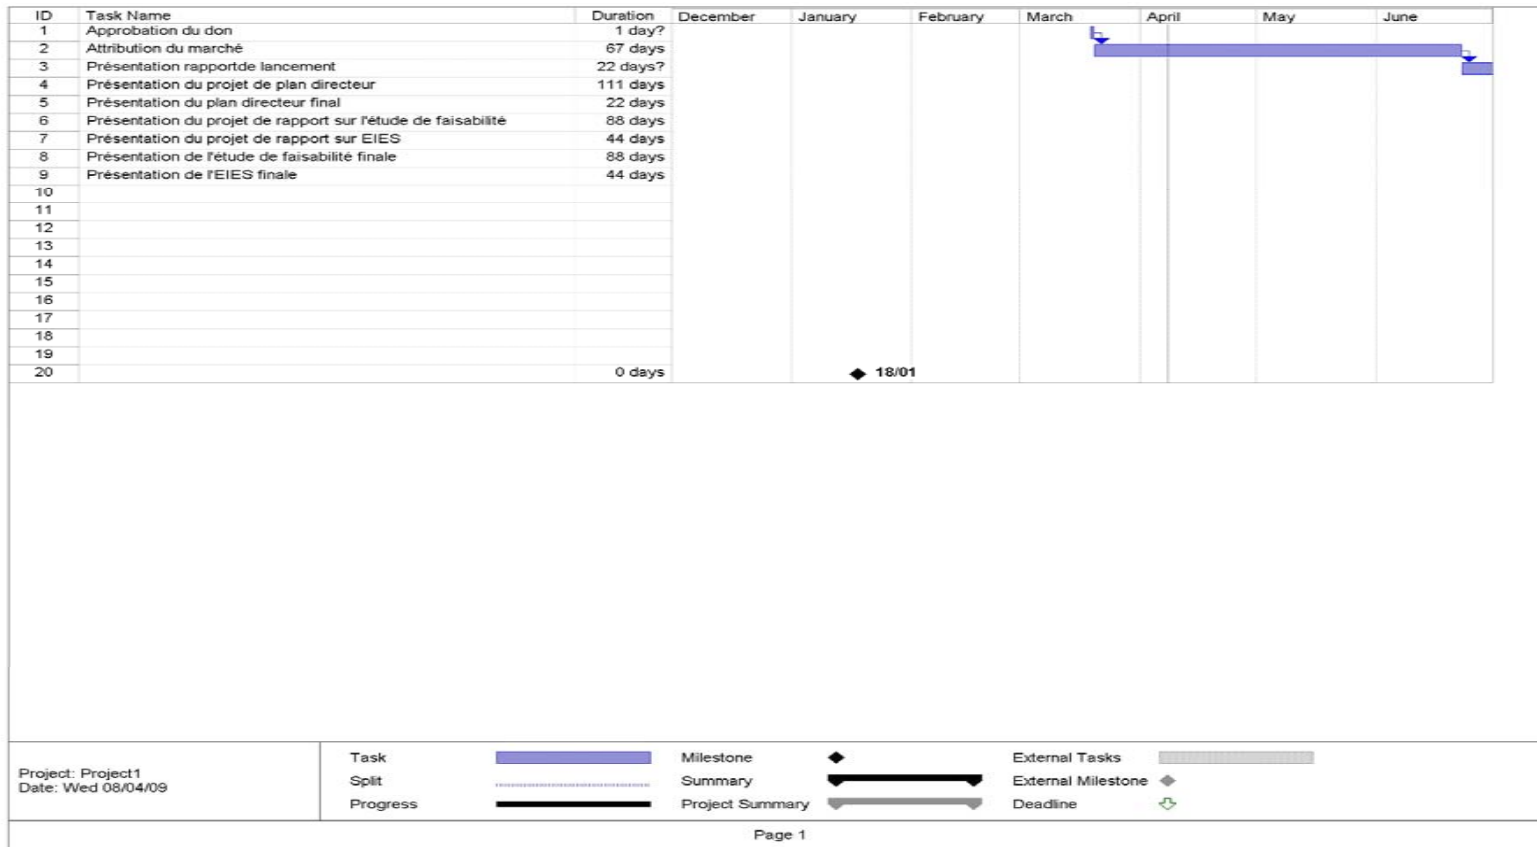 ID Task Name Duration December January February March April May June
1 Approbation du don 1 day?
2 Attribution du marché 67 days
3 Présentation rapportde lancement 22 days?
4 Présentation du projet de plan directeur 111 days
5 Présentation du plan directeur final 22 days
6 Présentation du projet de rapport sur l'étude de faisabilité 88 days
7 Présentation du projet de rapport sur EIES 44 days
8 Présentation de l'étude de faisabilité finale 88 days
9 Présentation de l'EIES finale 44 days
10
11
12
13
14
15
16
17
18
19
20 0 days 18/01
Project: Project1
Date: Wed 08/04/09
Task Milestone External Tasks
Split Summary External Milestone
Progress Project Summary Deadline
Page 1